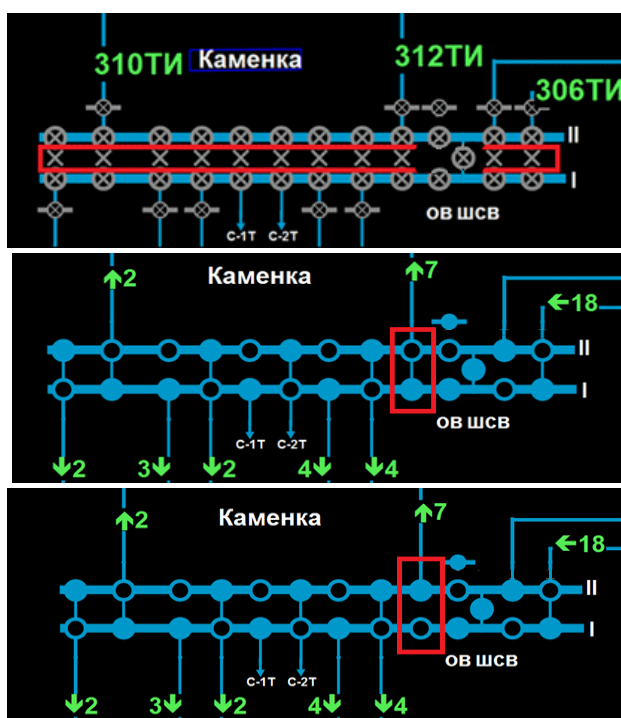 310ТИ Каменка 312ТИ
306ТИ
II
I
С-1Т С-2Т ОВ ШСВ
Каменка
2 7
18
II
I
С-1Т С-2Т ОВ ШСВ
2 3 2 4 4
Каменка
2 7
18
II
I
С-1Т С-2Т ОВ ШСВ
2 3 2 4 4